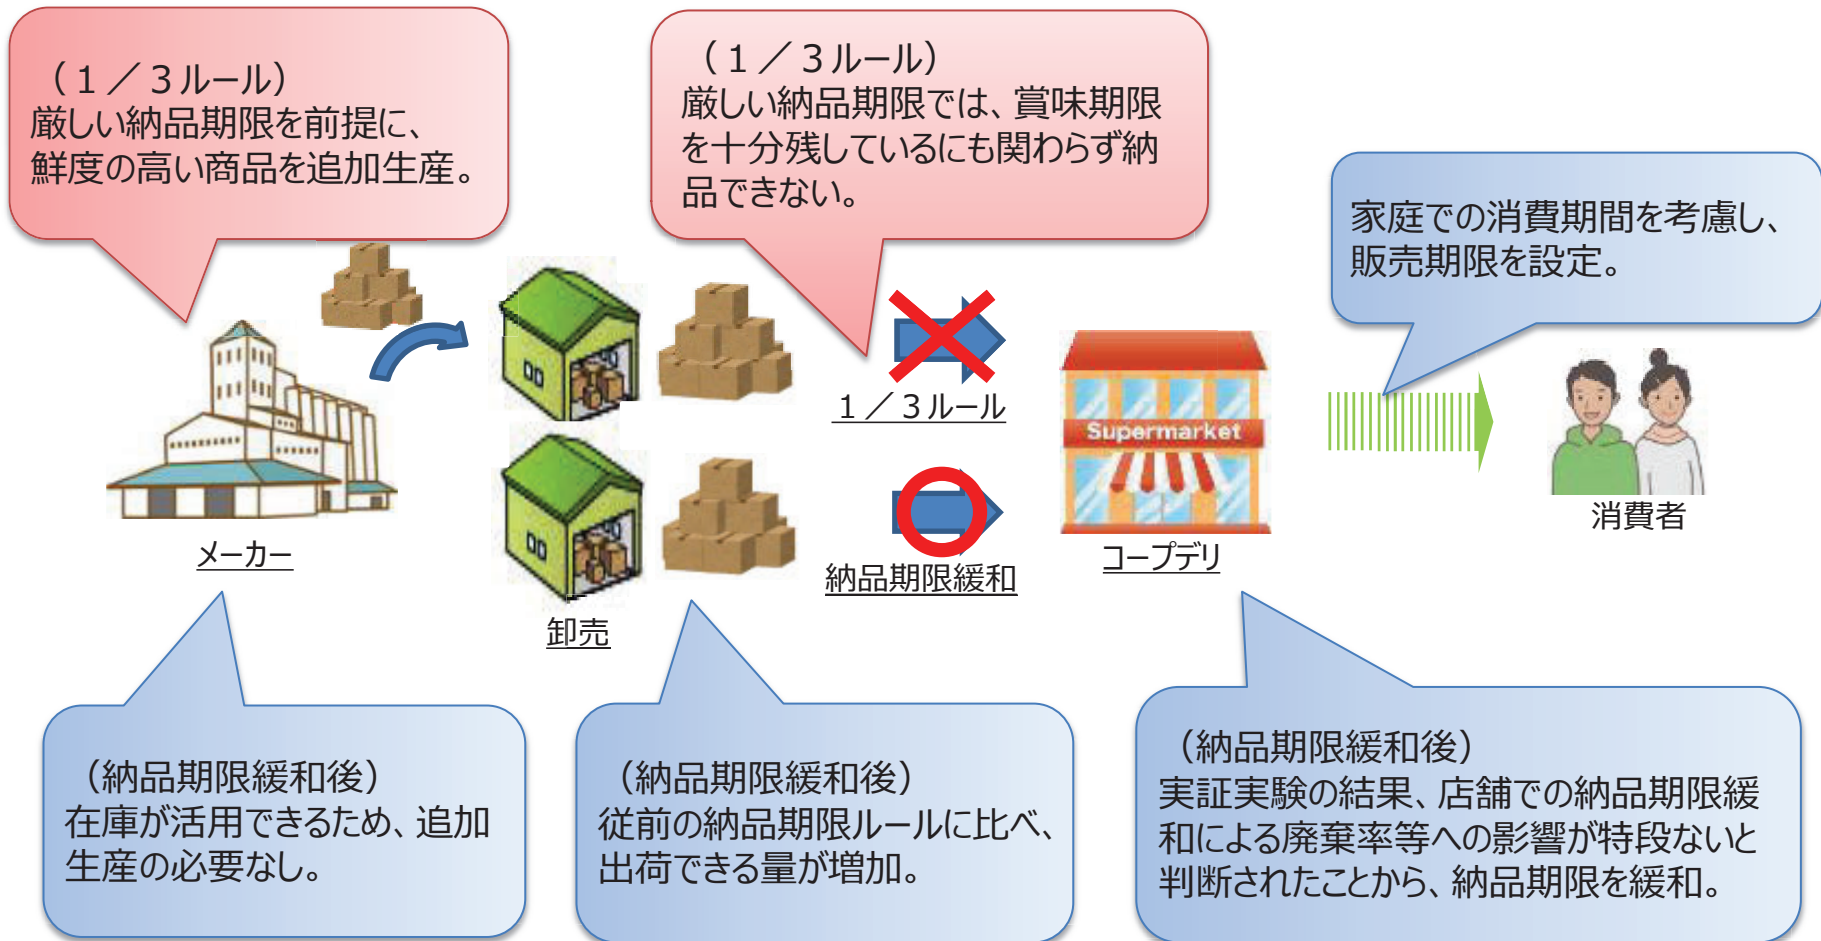 （１／３ルール）
厳しい納品期限を前提に、
鮮度の高い商品を追加生産。
（１／３ルール）
厳しい納品期限では、賞味期限
を十分残しているにも関わらず納
品できない。
家庭での消費期間を考慮し、
販売期限を設定。
１／３ルール
Supermarket
メーカー
卸売
納品期限緩和
コープデリ
消費者
（納品期限緩和後）
在庫が活用できるため、追加
生産の必要なし。
（納品期限緩和後）
従前の納品期限ルールに比べ、
出荷できる量が増加。
（納品期限緩和後）
実証実験の結果、店舗での納品期限緩
和による廃棄率等への影響が特段ないと
判断されたことから、納品期限を緩和。